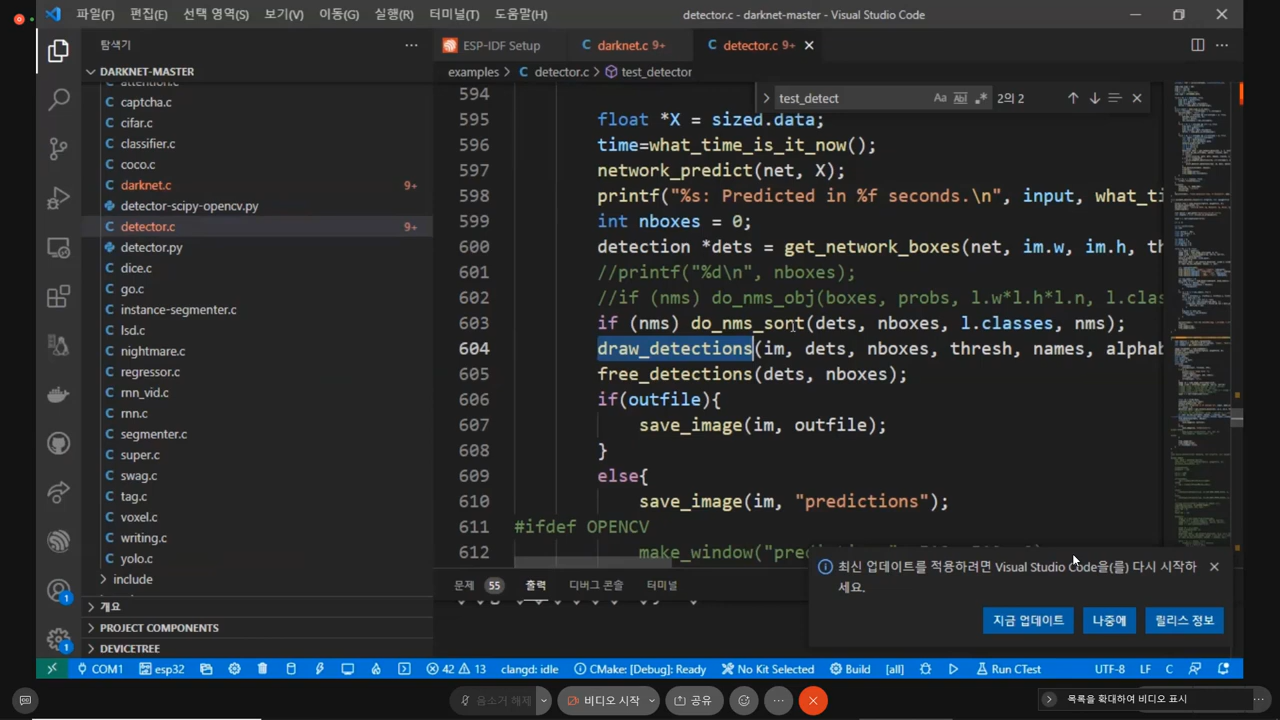 파일(F) 편집(E) 선택 영역(S) 보기(V) 이동(G) 실행(R) 터미널(T) 도움말(H)
detector.c - darknet-master - Visual Studio Code
탐색기
DARKNET-MASTER
attention.c
captcha.c
cifar.c
classifier.c
coco.c
darknet.c 9+
detector-scipy-opencv.py
detector.c 9+
detector.py
dice.c
go.c
instance-segmenter.c
lsd.c
nightmare.c
regressor.c
rnn_vid.c
rnn.c
segmenter.c
super.c
swag.c
tag.c
voxel.c
writing.c
yolo.c
include
개요
PROJECT COMPONENTS
DEVICETREE
ESP-IDF Setup
darknet.c 9+
detector.c 9+
examples > detector.c > test_detector
test_detect
2의 2
594
595 float *X = sized.data;
596 time=what_time_is_it_now();
597 network_predict(net, X);
598 printf("%s: Predicted in %f seconds.\n", input, what_ti
599 int nboxes = 0;
600 detection *dets = get_network_boxes(net, im.w, im.h, th
601 //printf("%d\n", nboxes);
602 //if (nms) do_nms_obj(boxes, probs, l.w*l.h*l.n, l.clas
603 if (nms) do_nms_sort(dets, nboxes, l.classes, nms);
604 draw_detections(im, dets, nboxes, thresh, names, alphab
605 free_detections(dets, nboxes);
606 if(outfile){
607 save_image(im, outfile);
608 }
609 else{
610 save_image(im, "predictions");
611 #ifdef OPENCV
612 make_window("pre
문제 55 출력 디버그 콘솔 터미널
최신 업데이트를 적용하려면 Visual Studio Code을(를) 다시 시작하
세요.
지금 업데이트 나중에 릴리스 정보
1
1
COM1 esp32 42 13 clangd: idle CMake: [Debug]: Ready No Kit Selected Build [all] Run CTest UTF-8 LF C
음소거 해제 비디오 시작 공유
목록을 확대하여 비디오 표시